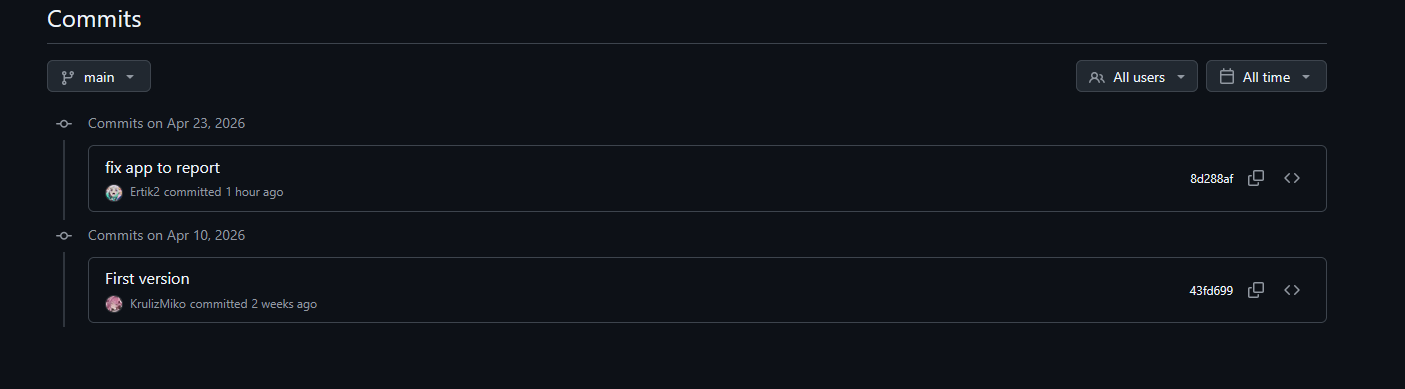 Commits
main
All users
All time
Commits on Apr 23, 2026
fix app to report
Ertik2 committed 1 hour ago
8d288af
Commits on Apr 10, 2026
First version
KrulizMiko committed 2 weeks ago
43fd699